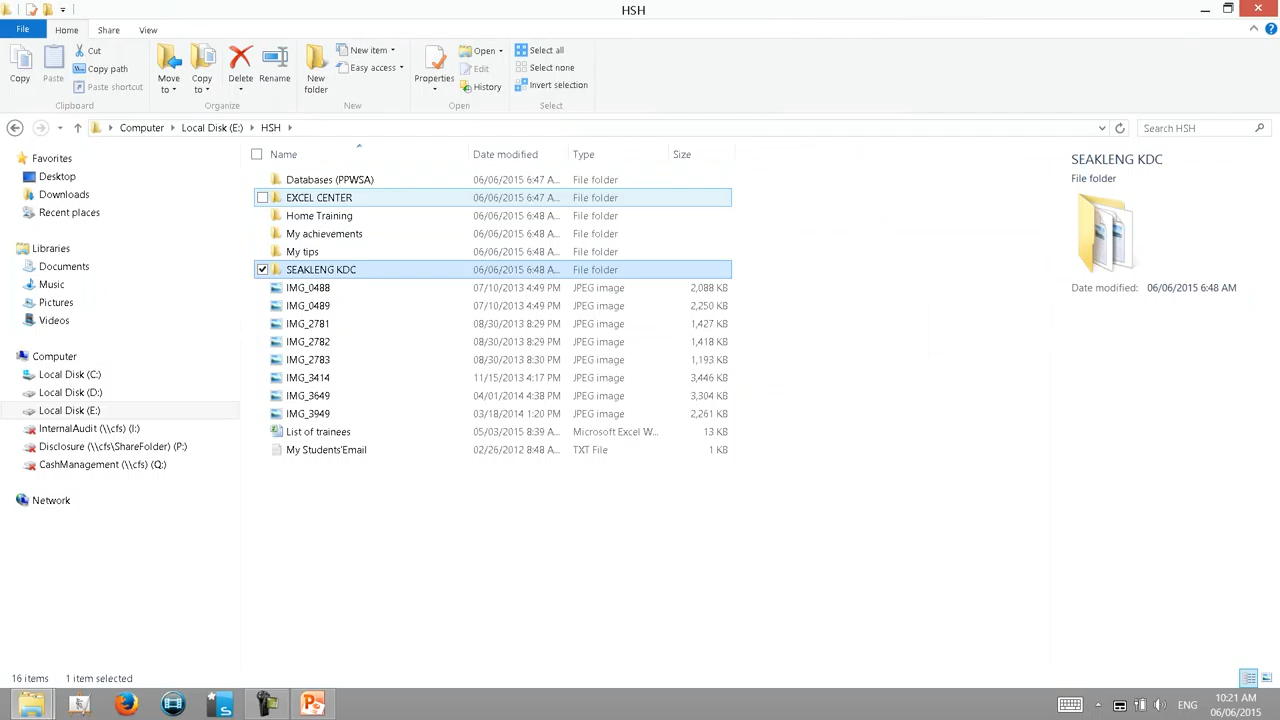 HSH
File
Home
Share
View
Copy
Paste
Cut
Copy path
Paste shortcut
Clipboard
Move to
Copy to
Delete
Rename
Organize
New folder
New item
Easy access
New
Properties
Open
Edit
History
Open
Select all
Select none
Invert selection
Select
Computer
Local Disk (E:)
HSH
Search HSH
Favorites
Desktop
Downloads
Recent places
Libraries
Documents
Music
Pictures
Videos
Computer
Local Disk (C:)
Local Disk (D:)
Local Disk (E:)
InternalAudit (\\cfs) (I:)
Disclosure (\\cfs\ShareFolder) (P:)
CashManagement (\\cfs) (Q:)
Network
Name Date modified Type Size
Databases (PPWSA) 06/06/2015 6:47 A... File folder
EXCEL CENTER 06/06/2015 6:47 A... File folder
Home Training 06/06/2015 6:48 A... File folder
My achievements 06/06/2015 6:48 A... File folder
My tips 06/06/2015 6:48 A... File folder
SEAKLENG KDC 06/06/2015 6:48 A... File folder
IMG_0488 07/10/2013 4:49 PM JPEG image 2,088 KB
IMG_0489 07/10/2013 4:49 PM JPEG image 2,250 KB
IMG_2781 08/30/2013 8:29 PM JPEG image 1,427 KB
IMG_2782 08/30/2013 8:29 PM JPEG image 1,418 KB
IMG_2783 08/30/2013 8:30 PM JPEG image 1,193 KB
IMG_3414 11/15/2013 4:17 PM JPEG image 3,446 KB
IMG_3649 04/01/2014 4:38 PM JPEG image 3,304 KB
IMG_3949 03/18/2014 1:20 PM JPEG image 2,261 KB
List of trainees 05/03/2015 8:39 A... Microsoft Excel W... 13 KB
My Students'Email 02/26/2012 8:48 A... TXT File 1 KB
SEAKLENG KDC
File folder
Date modified: 06/06/2015 6:48 AM
16 items 1 item selected
ENG
10:21 AM
06/06/2015